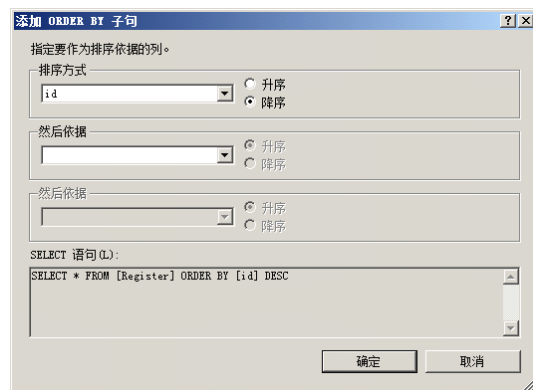 添加 ORDER BY 子句
指定要作为排序依据的列。
排序方式
id
升序
降序
然后依据
升序
降序
然后依据
升序
降序
SELECT 语句(L):
SELECT * FROM [Register] ORDER BY [id] DESC
确定
取消